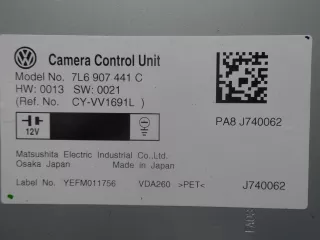 Camera Control Unit
Model No. 7L6 907 441 C
HW: 0013 SW: 0021
(Ref. No. CY-VV1691L )
PA8 J740062
12V
Matsushita Electric Industrial Co.,Ltd.
Osaka Japan Made in Japan
Label No. YEFM011756 VDA260 >PET< J740062